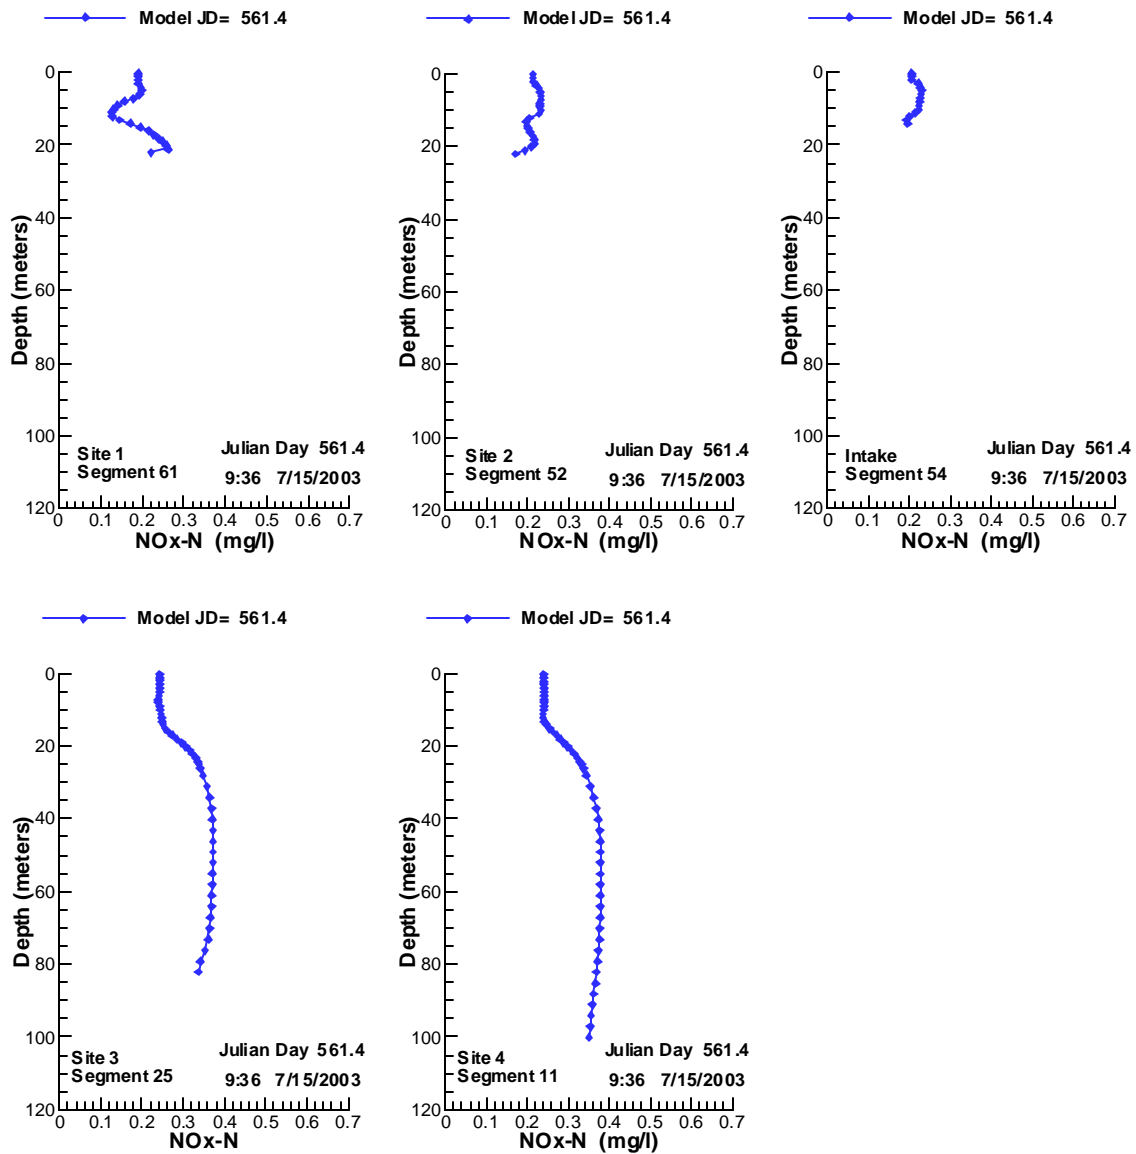 Model JD= 561.4
0
20
40
60
80
100
120
Depth (meters)
Site 1
Segment 61
Julian Day 561.4
9:36 7/15/2003
0 0.1 0.2 0.3 0.4 0.5 0.6 0.7
NOx-N (mg/l)
Model JD= 561.4
0
20
40
60
80
100
120
Depth (meters)
Site 2
Segment 52
Julian Day 561.4
9:36 7/15/2003
0 0.1 0.2 0.3 0.4 0.5 0.6 0.7
NOx-N (mg/l)
Model JD= 561.4
0
20
40
60
80
100
120
Depth (meters)
Intake
Segment 54
Julian Day 561.4
9:36 7/15/2003
0 0.1 0.2 0.3 0.4 0.5 0.6 0.7
NOx-N (mg/l)
Model JD= 561.4
0
20
40
60
80
100
120
Depth (meters)
Site 3
Segment 25
Julian Day 561.4
9:36 7/15/2003
0 0.1 0.2 0.3 0.4 0.5 0.6 0.7
NOx-N
Model JD= 561.4
0
20
40
60
80
100
120
Depth (meters)
Site 4
Segment 11
Julian Day 561.4
9:36 7/15/2003
0 0.1 0.2 0.3 0.4 0.5 0.6 0.7
NOx-N (mg/l)